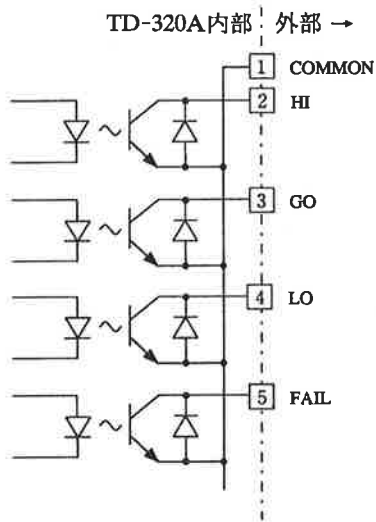 TD-320A内部 外部 →
1 COMMON
2 HI
3 GO
4 LO
5 FAIL